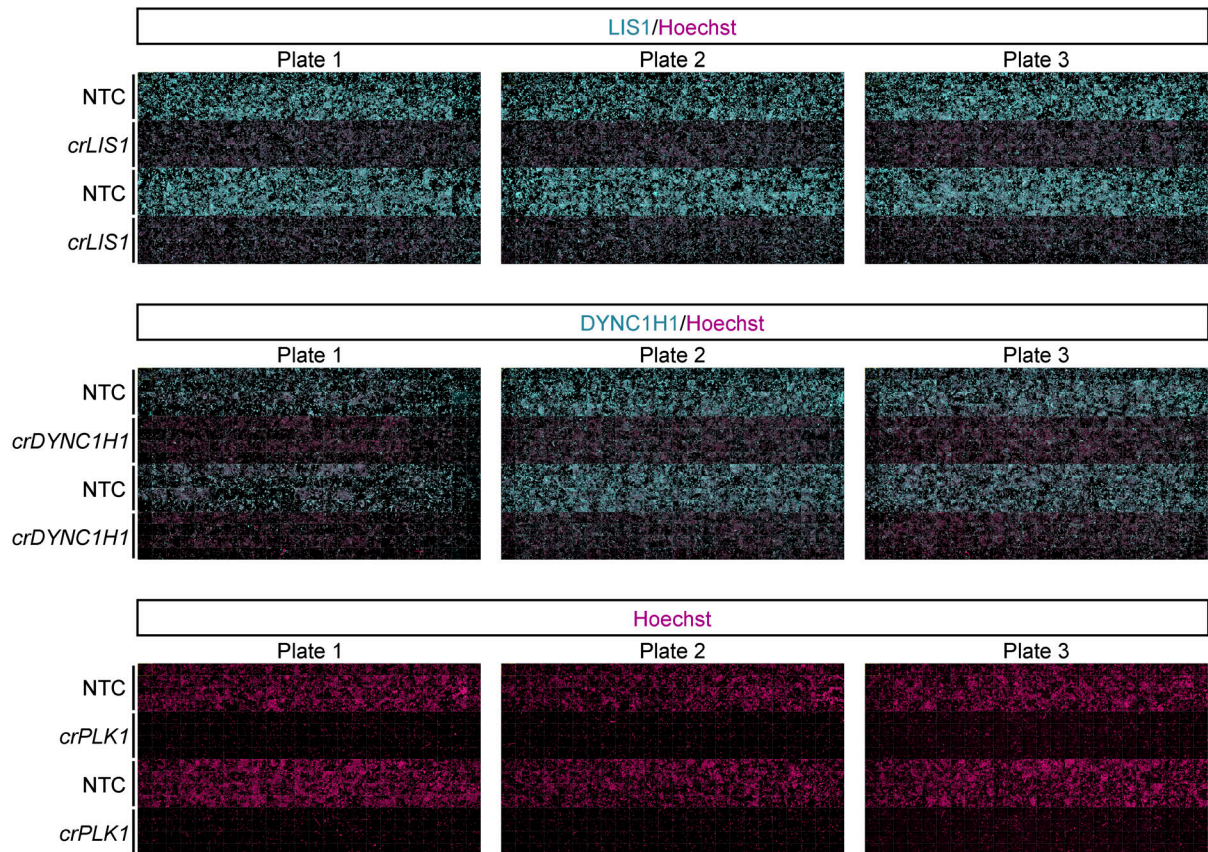 LIS1/Hoechst
Plate 1 Plate 2 Plate 3
NTC
crLIS1
NTC
crLIS1
DYNC1H1/Hoechst
Plate 1 Plate 2 Plate 3
NTC
crDYNC1H1
NTC
crDYNC1H1
Hoechst
Plate 1 Plate 2 Plate 3
NTC
crPLK1
NTC
crPLK1